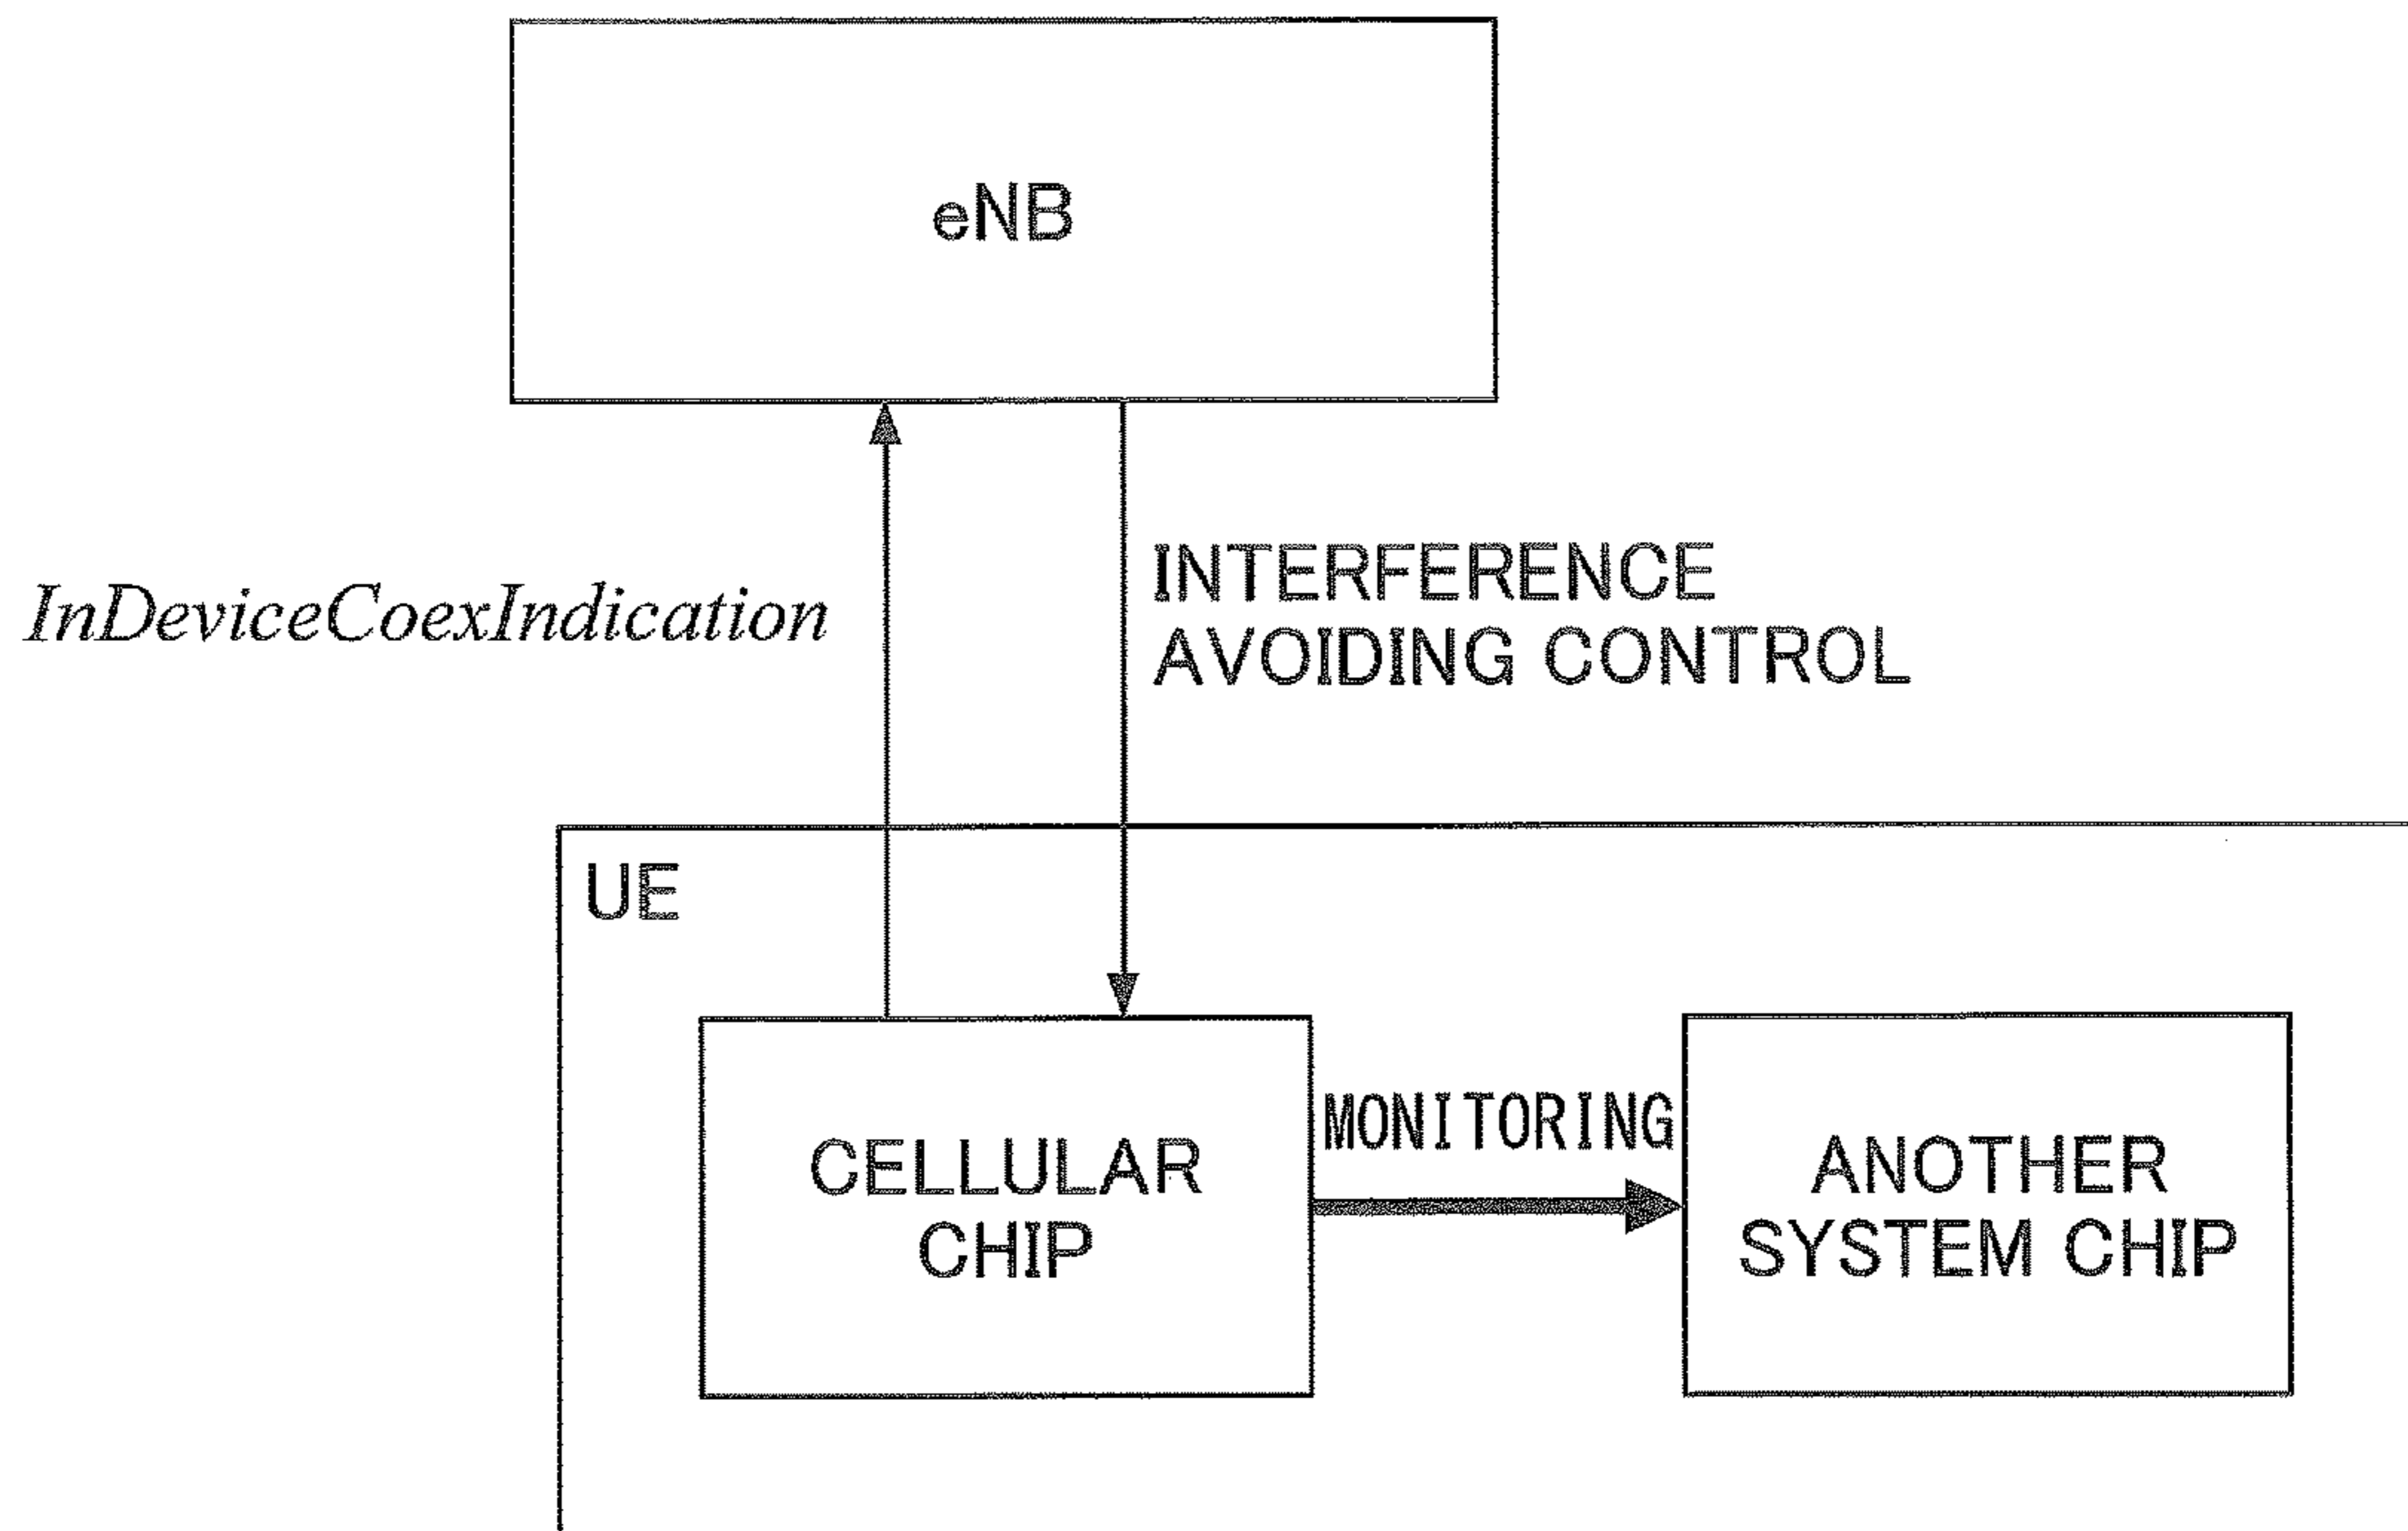 eNB
InDeviceCoexIndication
INTERFERENCE
AVOIDING CONTROL
UE
CELLULAR
CHIP
MONITORING
ANOTHER
SYSTEM CHIP